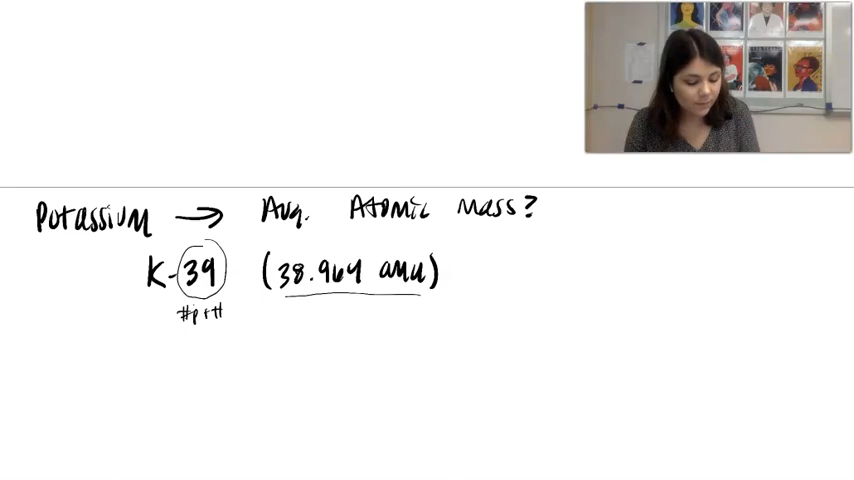 Potassium → Avg. Atomic Mass?
K-39 (38.964 amu)
#p+#